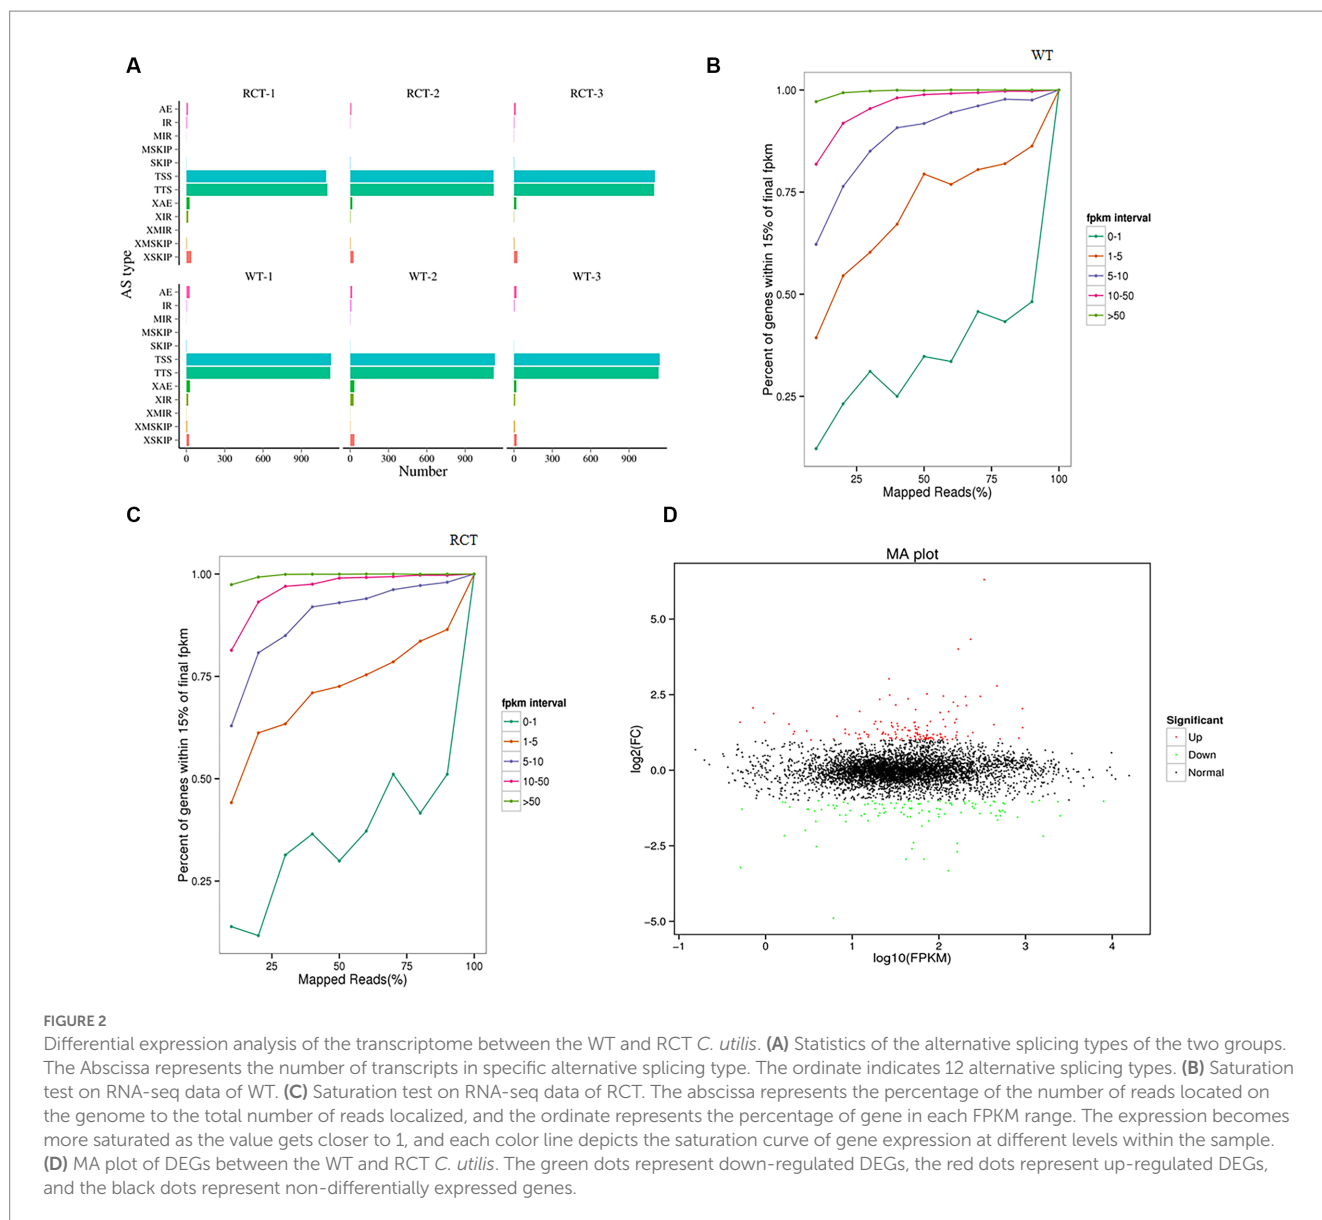 A
RCT-1
RCT-2
RCT-3
AE
IR
MIR
MSKIP
SKIP
TSS
TTS
XAE
XIR
XMIR
XMSKIP
XSKIP
AS type
WT-1
WT-2
WT-3
AE
IR
MIR
MSKIP
SKIP
TSS
TTS
XAE
XIR
XMIR
XMSKIP
XSKIP
0 300 600 900 0 300 600 900 0 300 600 900
Number
B
WT
1.00
0.75
0.50
0.25
Percent of genes within 15% of final fpkm
25 50 75 100
Mapped Reads(%)
fpkm interval
0-1
1-5
5-10
10-50
>50
C
RCT
1.00
0.75
0.50
0.25
Percent of genes within 15% of final fpkm
25 50 75 100
Mapped Reads(%)
fpkm interval
0-1
1-5
5-10
10-50
>50
D
MA plot
5.0
2.5
0.0
−2.5
−5.0
log2(FC)
−1 0 1 2 3 4
log10(FPKM)
Significant
Up
Down
Normal
FIGURE 2
Differential expression analysis of the transcriptome between the WT and RCT C. utilis. (A) Statistics of the alternative splicing types of the two groups.
The Abscissa represents the number of transcripts in specific alternative splicing type. The ordinate indicates 12 alternative splicing types. (B) Saturation
test on RNA-seq data of WT. (C) Saturation test on RNA-seq data of RCT. The abscissa represents the percentage of the number of reads located on
the genome to the total number of reads localized, and the ordinate represents the percentage of gene in each FPKM range. The expression becomes
more saturated as the value gets closer to 1, and each color line depicts the saturation curve of gene expression at different levels within the sample.
(D) MA plot of DEGs between the WT and RCT C. utilis. The green dots represent down-regulated DEGs, the red dots represent up-regulated DEGs,
and the black dots represent non-differentially expressed genes.